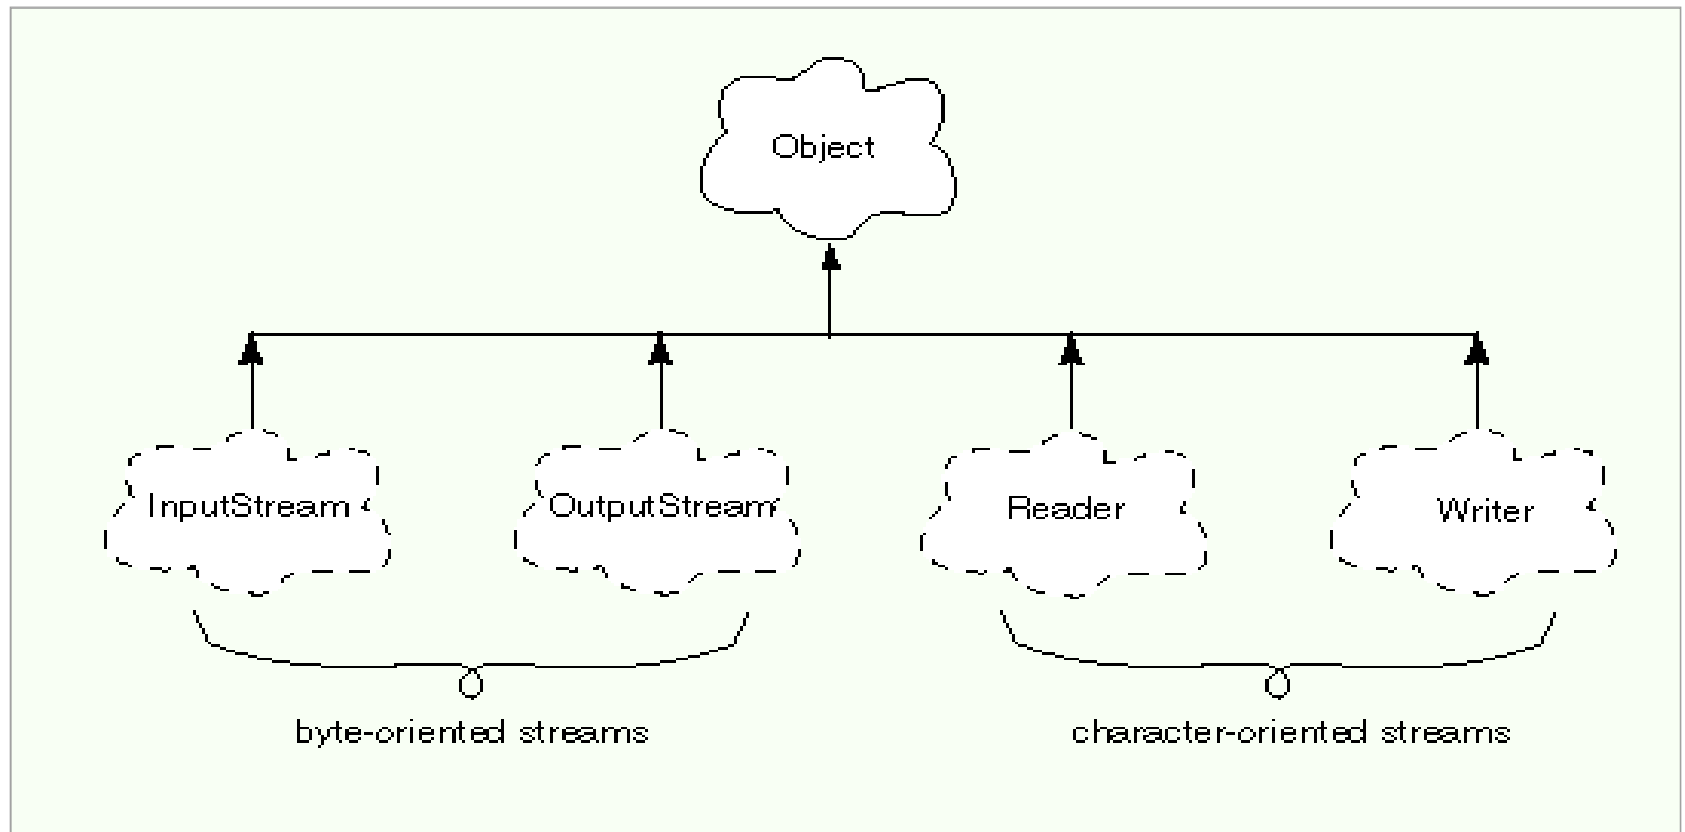 Object
InputStream
OutputStream
Reader
Writer
byte-oriented streams
character-oriented streams